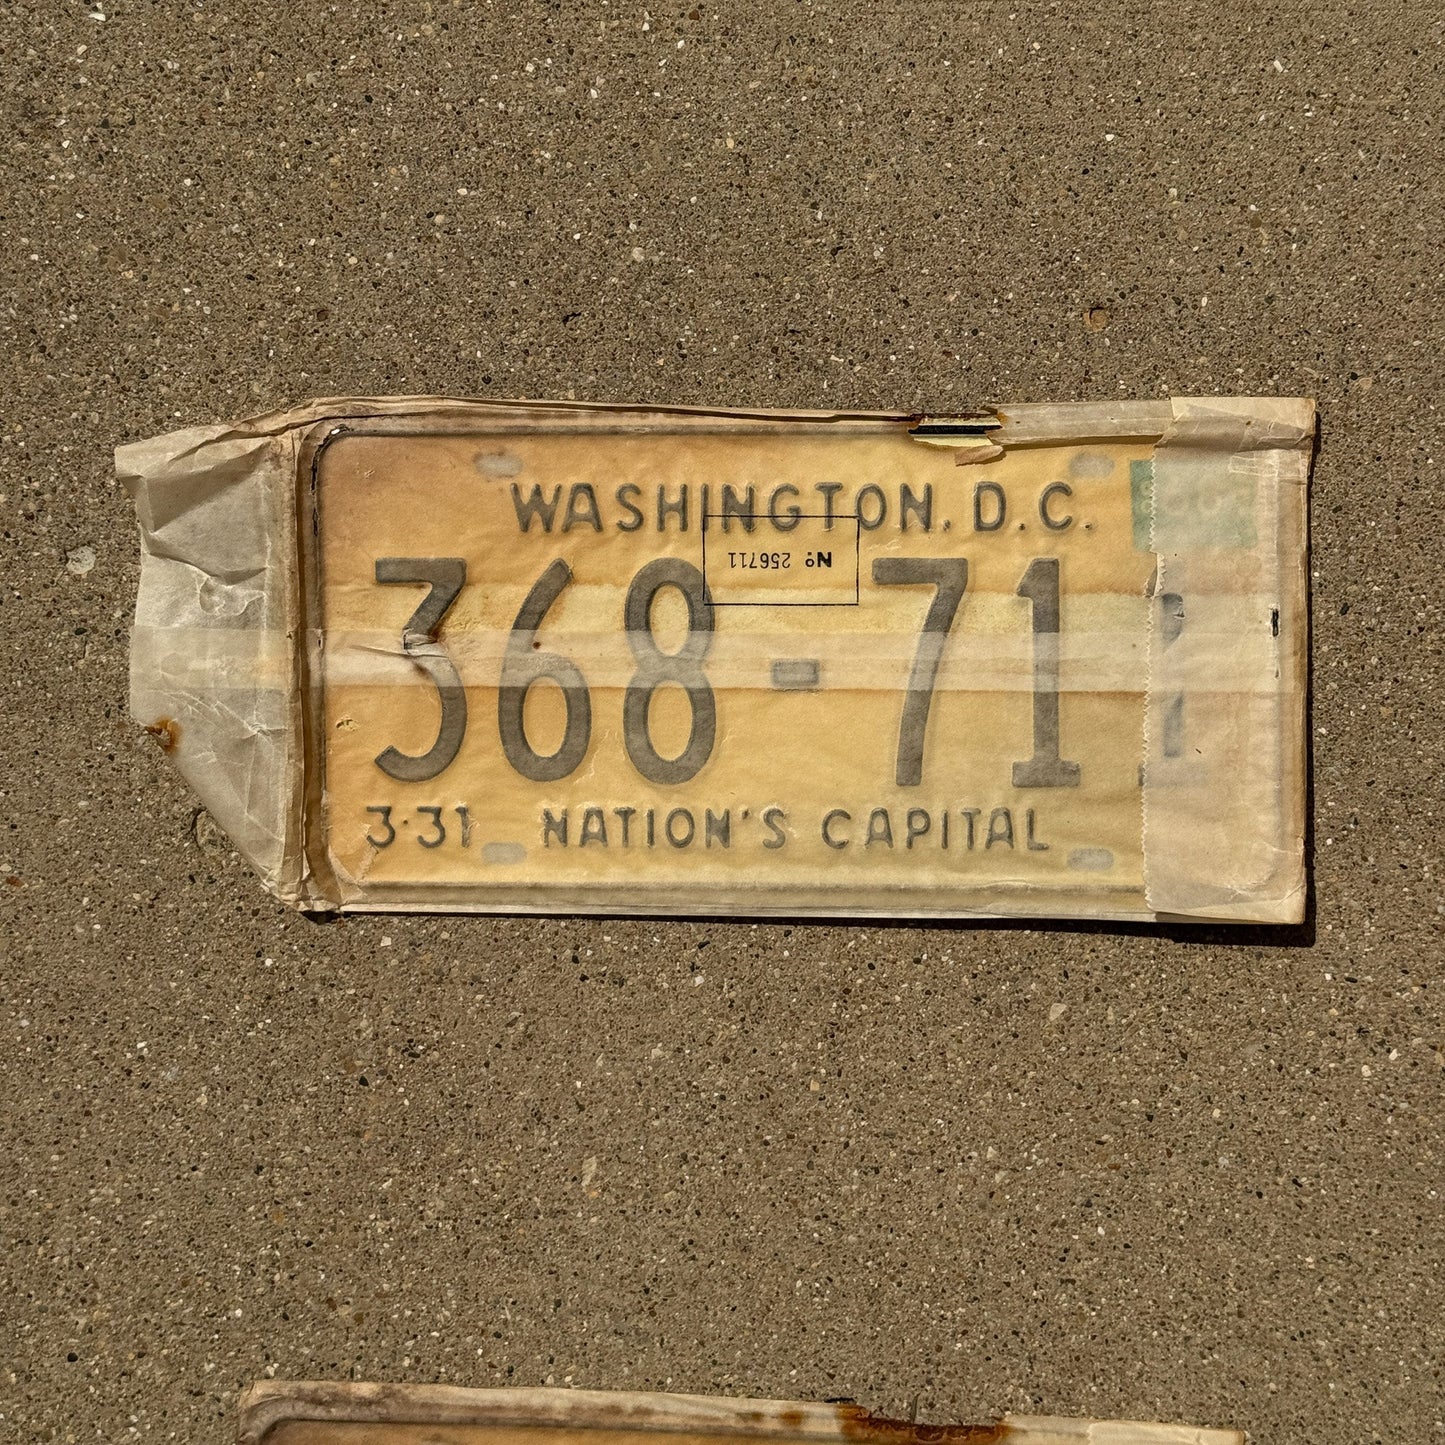 WASHINGTON, D.C.
Nº 256711
368-71
3·31 NATION'S CAPITAL